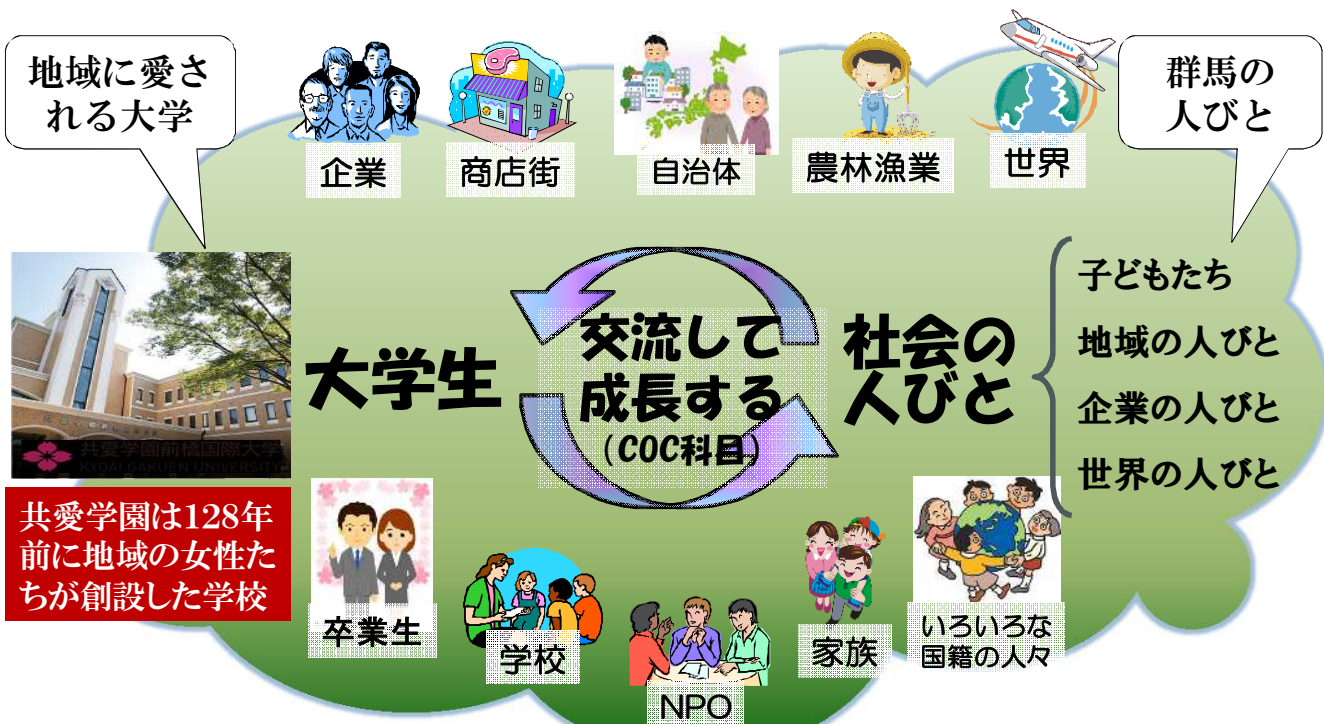 地域に愛さ
れる大学
群馬の
人びと
企業
商店街
自治体
農林漁業
世界
大学生
交流して
成長する
(COC科目)
社会の
人びと
子どもたち
地域の人びと
企業の人びと
世界の人びと
共愛学園前橋国際大学
KYOAI GAKUEN UNIVERSITY
共愛学園は128年
前に地域の女性た
ちが創設した学校
卒業生
学校
NPO
家族
いろいろな
国籍の人々